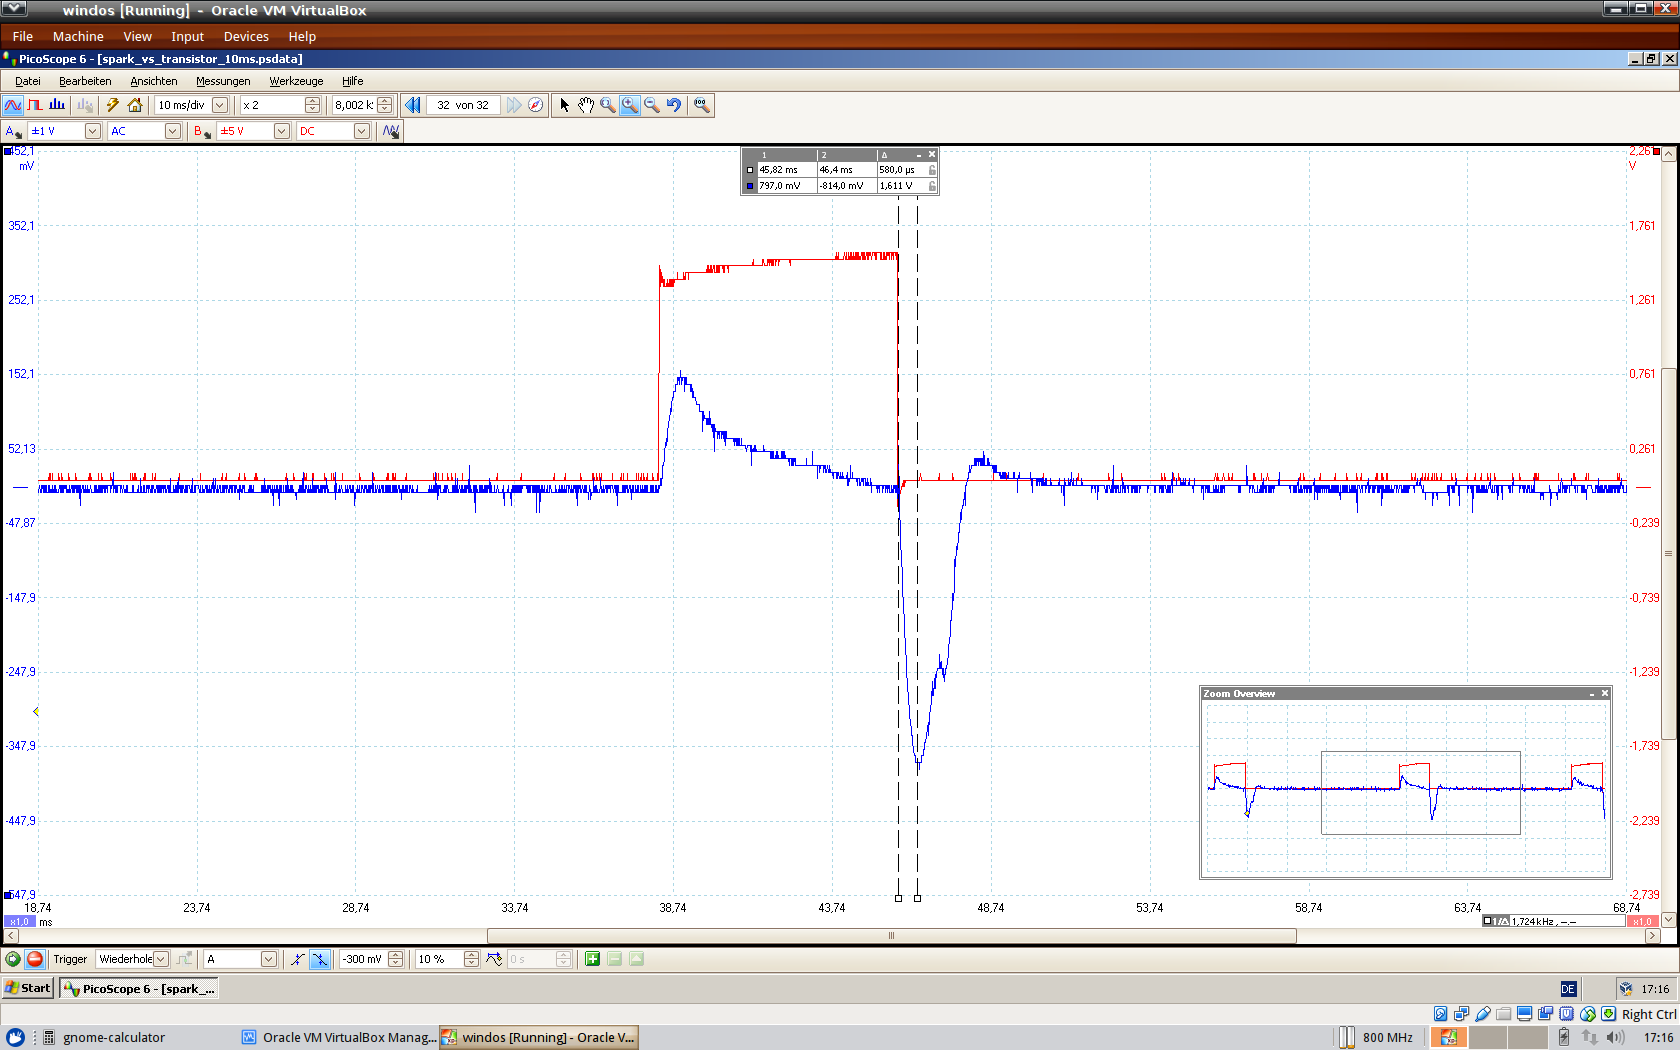 windos [Running] - Oracle VM VirtualBox
File Machine View Input Devices Help
PicoScope 6 - [spark_vs_transistor_10ms.psdata]
Datei Bearbeiten Ansichten Messungen Werkzeuge Hilfe
10 ms/div x 2 8,002 k 32 von 32
A ±1 V AC B ±5 V DC
452,1 2,26
mV V
1 2 Δ
45,82 ms 46,4 ms 580,0 µs
797,0 mV -814,0 mV 1,611 V
352,1 1,761
252,1 1,261
152,1 0,761
52,13 0,261
-47,87 -0,239
-147,9 -0,739
-247,9 -1,239
Zoom Overview
-347,9 -1,739
-447,9 -2,239
-547,9 -2,739
18,74 23,74 28,74 33,74 38,74 43,74 48,74 53,74 58,74 63,74 68,74
x1,0 ms 1/Δ 1,724 kHz , --.-- x1,0
Trigger Wiederhole A -300 mV 10 % 0 s
Start PicoScope 6 - [spark_... DE 17:16
Right Ctrl
gnome-calculator Oracle VM VirtualBox Manag... windos [Running] - Oracle V... 800 MHz 17:16